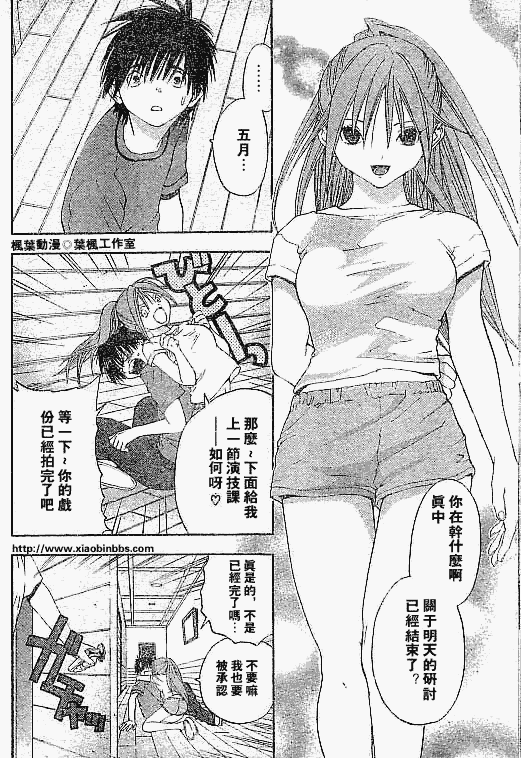 你在幹什麼啊
眞中
關于明天的研討
已經結束了？
……
五月…
楓葉動漫◎葉楓工作室
那麼～下面給我
上一節演技課
——如何呀♡
等一下～你的戲
份已經拍完了吧
http://www.xiaobinbbs.com
眞是的，不是
已經完了嗎…
不要嘛
我也要
被承認